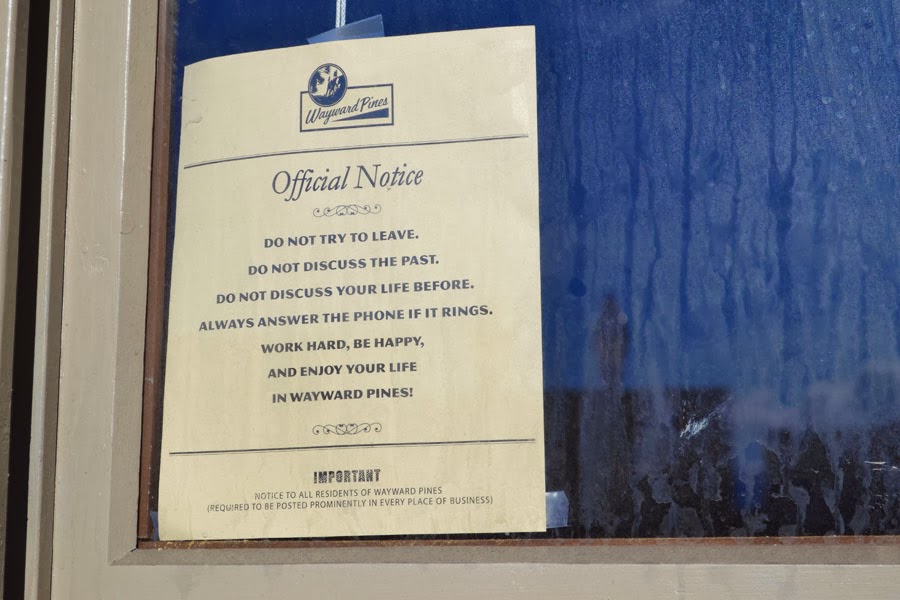 Wayward Pines
Official Notice
DO NOT TRY TO LEAVE.
DO NOT DISCUSS THE PAST.
DO NOT DISCUSS YOUR LIFE BEFORE.
ALWAYS ANSWER THE PHONE IF IT RINGS.
WORK HARD, BE HAPPY,
AND ENJOY YOUR LIFE
IN WAYWARD PINES!
IMPORTANT
NOTICE TO ALL RESIDENTS OF WAYWARD PINES
(REQUIRED TO BE POSTED PROMINENTLY IN EVERY PLACE OF BUSINESS)